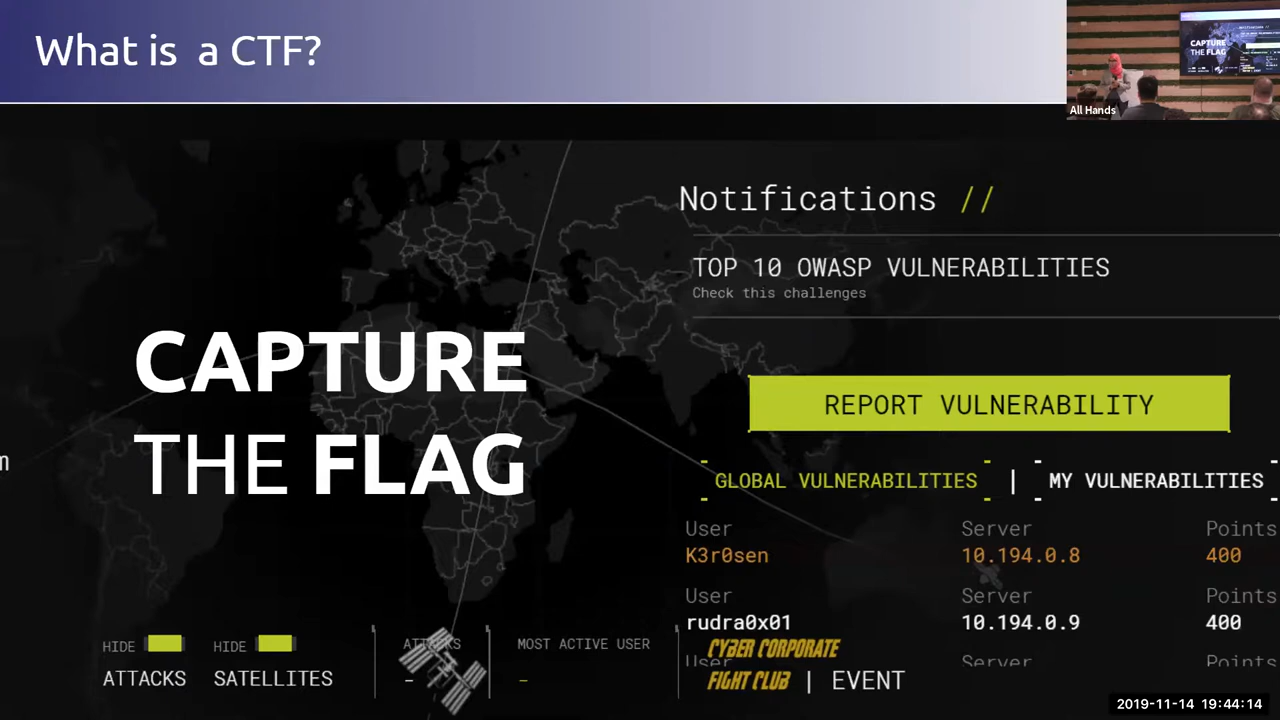 What is a CTF?
All Hands
Notifications //
TOP 10 OWASP VULNERABILITIES
Check this challenges
CAPTURE
THE FLAG
REPORT VULNERABILITY
GLOBAL VULNERABILITIES | MY VULNERABILITIES
User Server Points
K3r0sen 10.194.0.8 400
User Server Points
rudra0x01 10.194.0.9 400
User Server Points
HIDE HIDE ATTACKS MOST ACTIVE USER
ATTACKS SATELLITES - -
CYBER CORPORATE
FIGHT CLUB | EVENT
2019-11-14 19:44:14